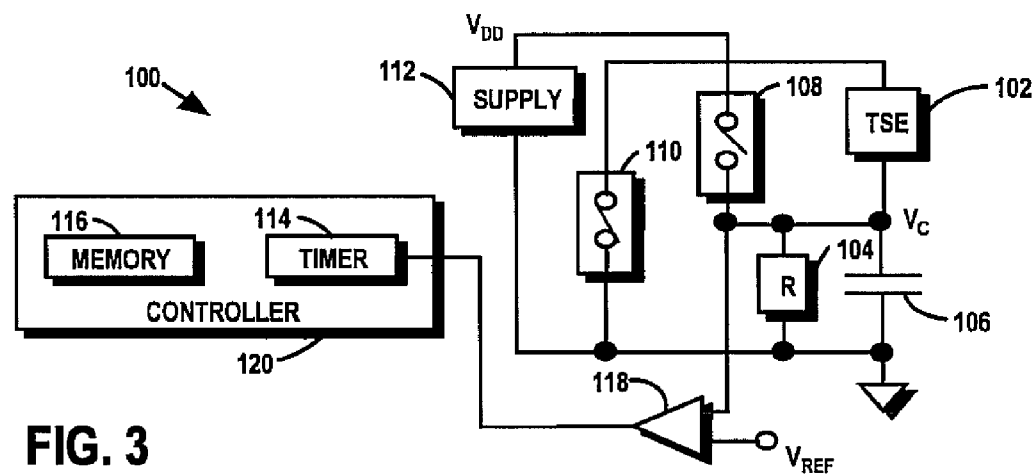 V_DD
112
SUPPLY
100
108
102
TSE
110
116
MEMORY
114
TIMER
CONTROLLER
120
V_C
104
R
106
118
V_REF
FIG. 3